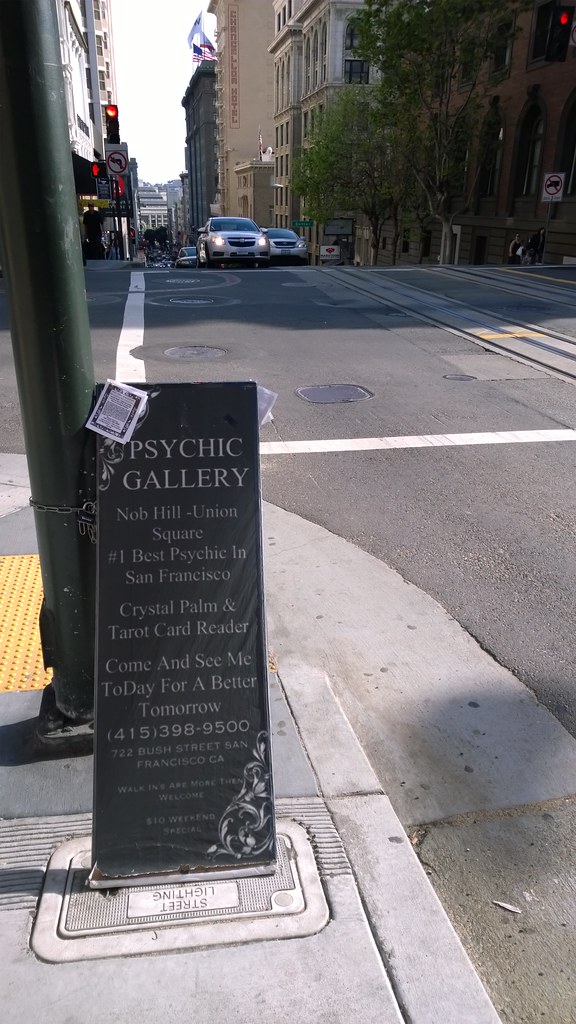 CHANCELLOR HOTEL
PSYCHIC
GALLERY
Nob Hill -Union
Square
#1 Best Psychic In
San Francisco
Crystal Palm &
Tarot Card Reader
Come And See Me
ToDay For A Better
Tomorrow
(415)398-9500
722 BUSH STREET SAN
FRANCISCO CA
WALK IN'S ARE MORE THEN
WELCOME
$10 WEEKEND
SPECIAL
STREET
LIGHTING